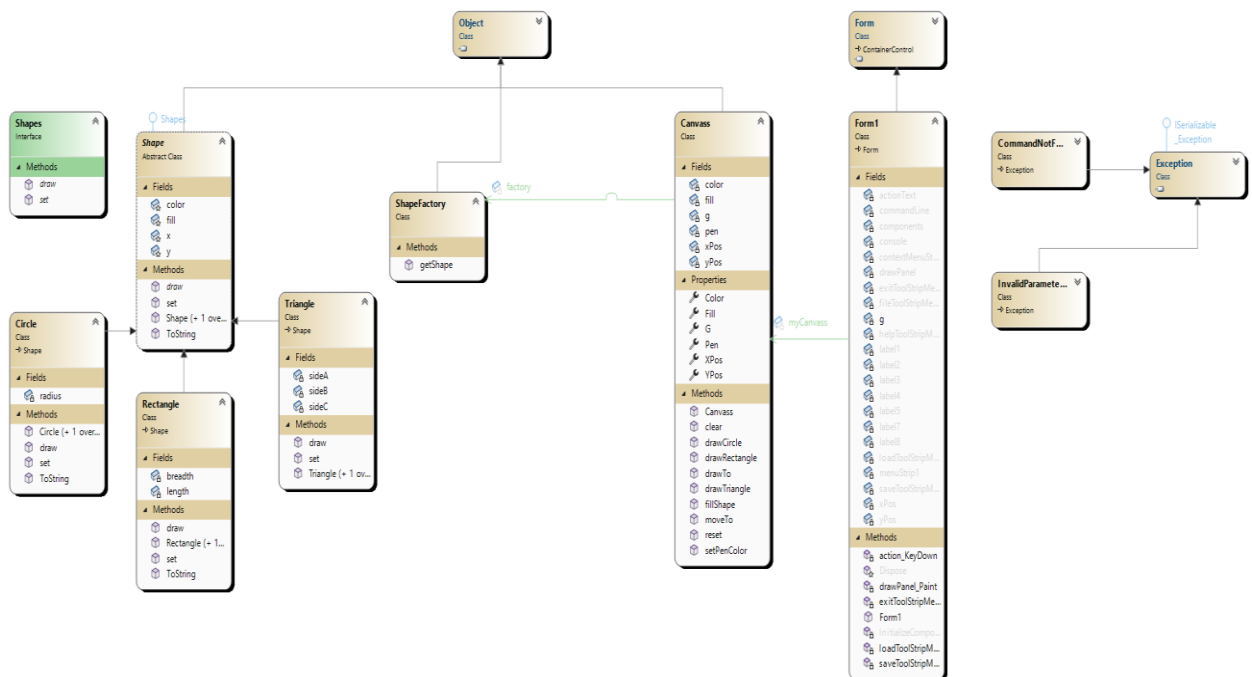 Object
Class
Form
Class
ContainerControl
Shapes
Interface
Methods
draw
set
Shapes
Shape
Abstract Class
Fields
color
fill
x
y
Methods
draw
set
Shape (+ 1 ove...
ToString
Circle
Class
Shape
Fields
radius
Methods
Circle (+ 1 over...
draw
set
ToString
Rectangle
Class
Shape
Fields
breadth
length
Methods
draw
Rectangle (+ 1...
set
ToString
Triangle
Class
Shape
Fields
sideA
sideB
sideC
Methods
draw
set
Triangle (+ 1 ov...
ShapeFactory
Class
Methods
getShape
factory
Canvass
Class
Fields
color
fill
g
pen
xPos
yPos
Properties
Color
Fill
G
Pen
XPos
YPos
Methods
Canvass
clear
drawCircle
drawRectangle
drawTo
drawTriangle
fillShape
moveTo
reset
setPenColor
myCanvass
Form1
Class
Form
Fields
actionText
commandLine
components
console
contextMenuSt...
drawPanel
exitToolStripMe...
fileToolStripMe...
g
helpToolStripM...
label1
label2
label3
label4
label5
label7
label8
loadToolStripM...
menuStrip1
saveToolStripM...
xPos
yPos
Methods
action_KeyDown
Dispose
drawPanel_Paint
exitToolStripMe...
Form1
InitializeCompo...
loadToolStripM...
saveToolStripM...
CommandNotF...
Class
Exception
ISerializable
_Exception
Exception
Class
InvalidParamete...
Class
Exception